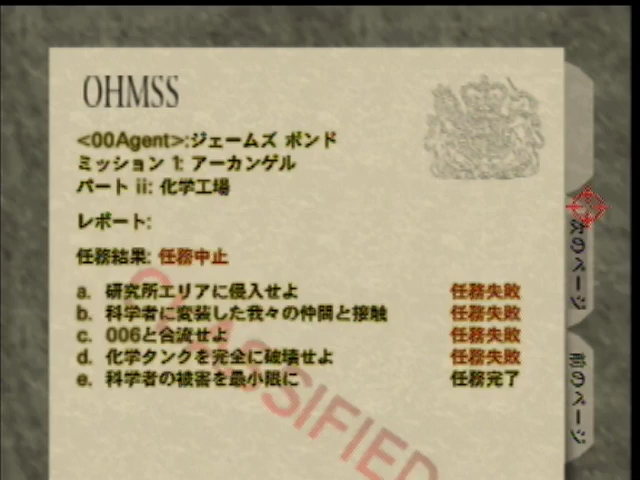 OHMSS
<00Agent>:ジェームズ ボンド
ミッション 1: アーカンゲル
パート ii: 化学工場
レポート:
任務結果: 任務中止
a. 研究所エリアに侵入せよ 任務失敗
b. 科学者に変装した我々の仲間と接触 任務失敗
c. 006と合流せよ 任務失敗
d. 化学タンクを完全に破壊せよ 任務失敗
e. 科学者の被害を最小限に 任務完了
CLASSIFIED
次のページ
前のページ